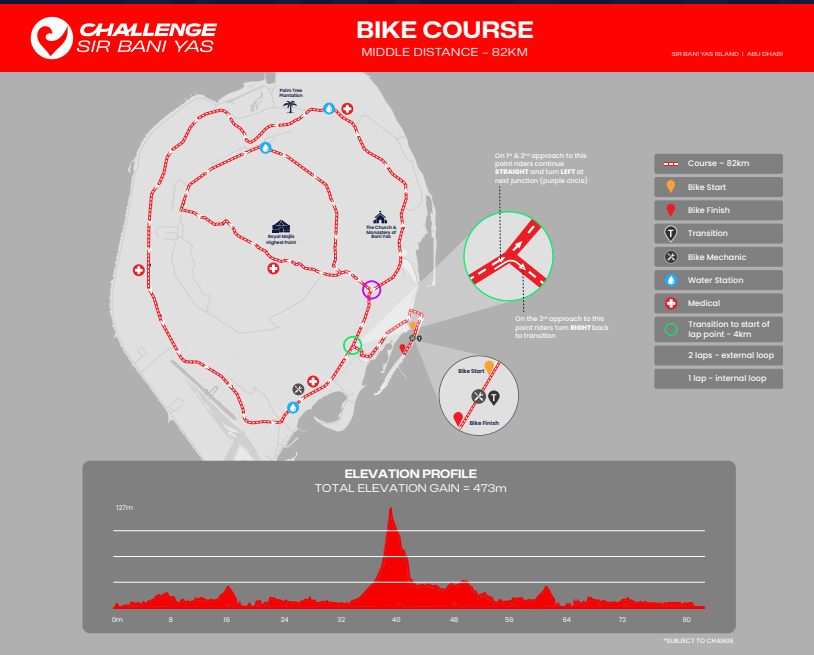 CHALLENGE
SIR BANI YAS
BIKE COURSE
MIDDLE DISTANCE - 82KM
SIR BANI YAS ISLAND | ABU DHABI
Palm Tree
Plantation
Royal Majlis
Highest Point
The Church &
Monastery of
Bani Yas
On 1st & 2nd approach to this
point riders continue
STRAIGHT and turn LEFT at
next junction (purple circle)
On the 3rd approach to this
point riders turn RIGHT back
to transition
Bike Start
T
Bike Finish
Course – 82km
Bike Start
Bike Finish
T
Transition
Bike Mechanic
Water Station
Medical
Transition to start of
lap point - 4km
2 laps - external loop
1 lap - internal loop
ELEVATION PROFILE
TOTAL ELEVATION GAIN = 473m
127m
0m 8 16 24 32 40 48 56 64 72 80
*SUBJECT TO CHANGE